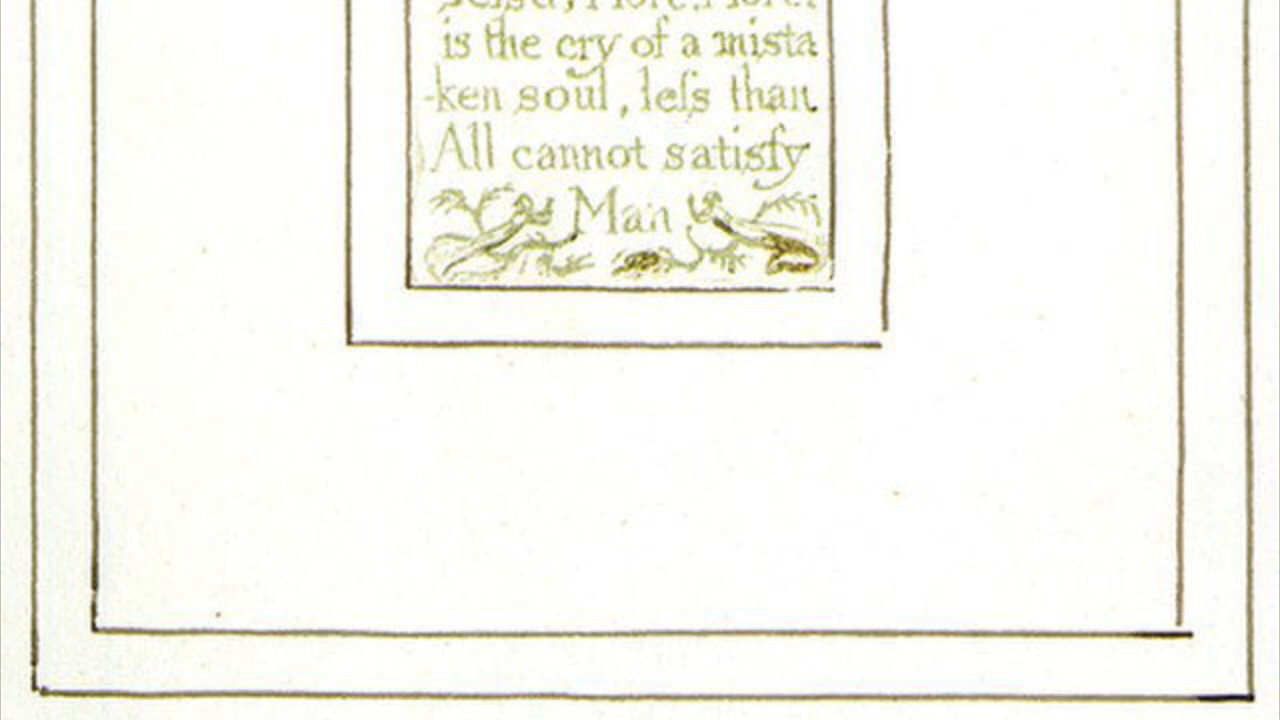 is the cry of a mista
-ken soul, leſs than
All cannot satisfy
Man